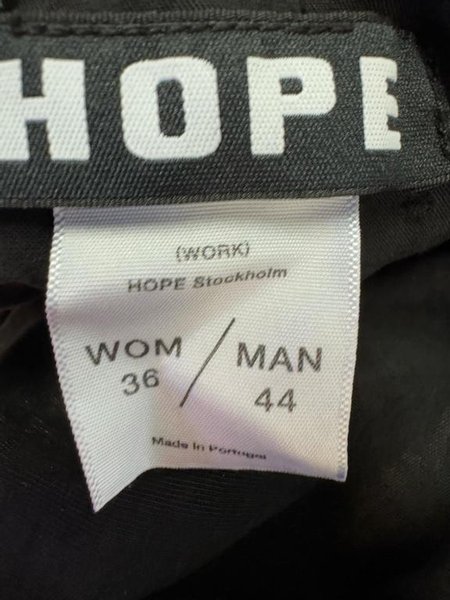 HOPE
(WORK)
HOPE Stockholm
WOM / MAN
36 44
Made in Portugal